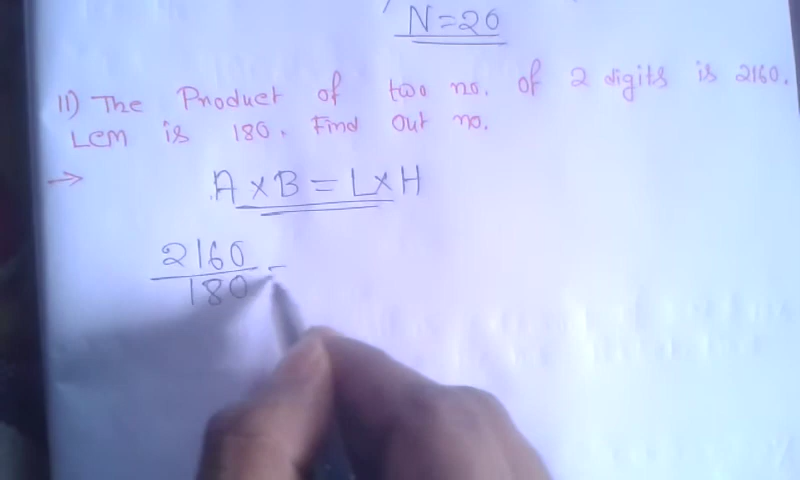 N=20
11) The Product of two no. of 2 digits is 2160.
LCM is 180. Find Out no.
→ A × B = L × H
2160
180 =